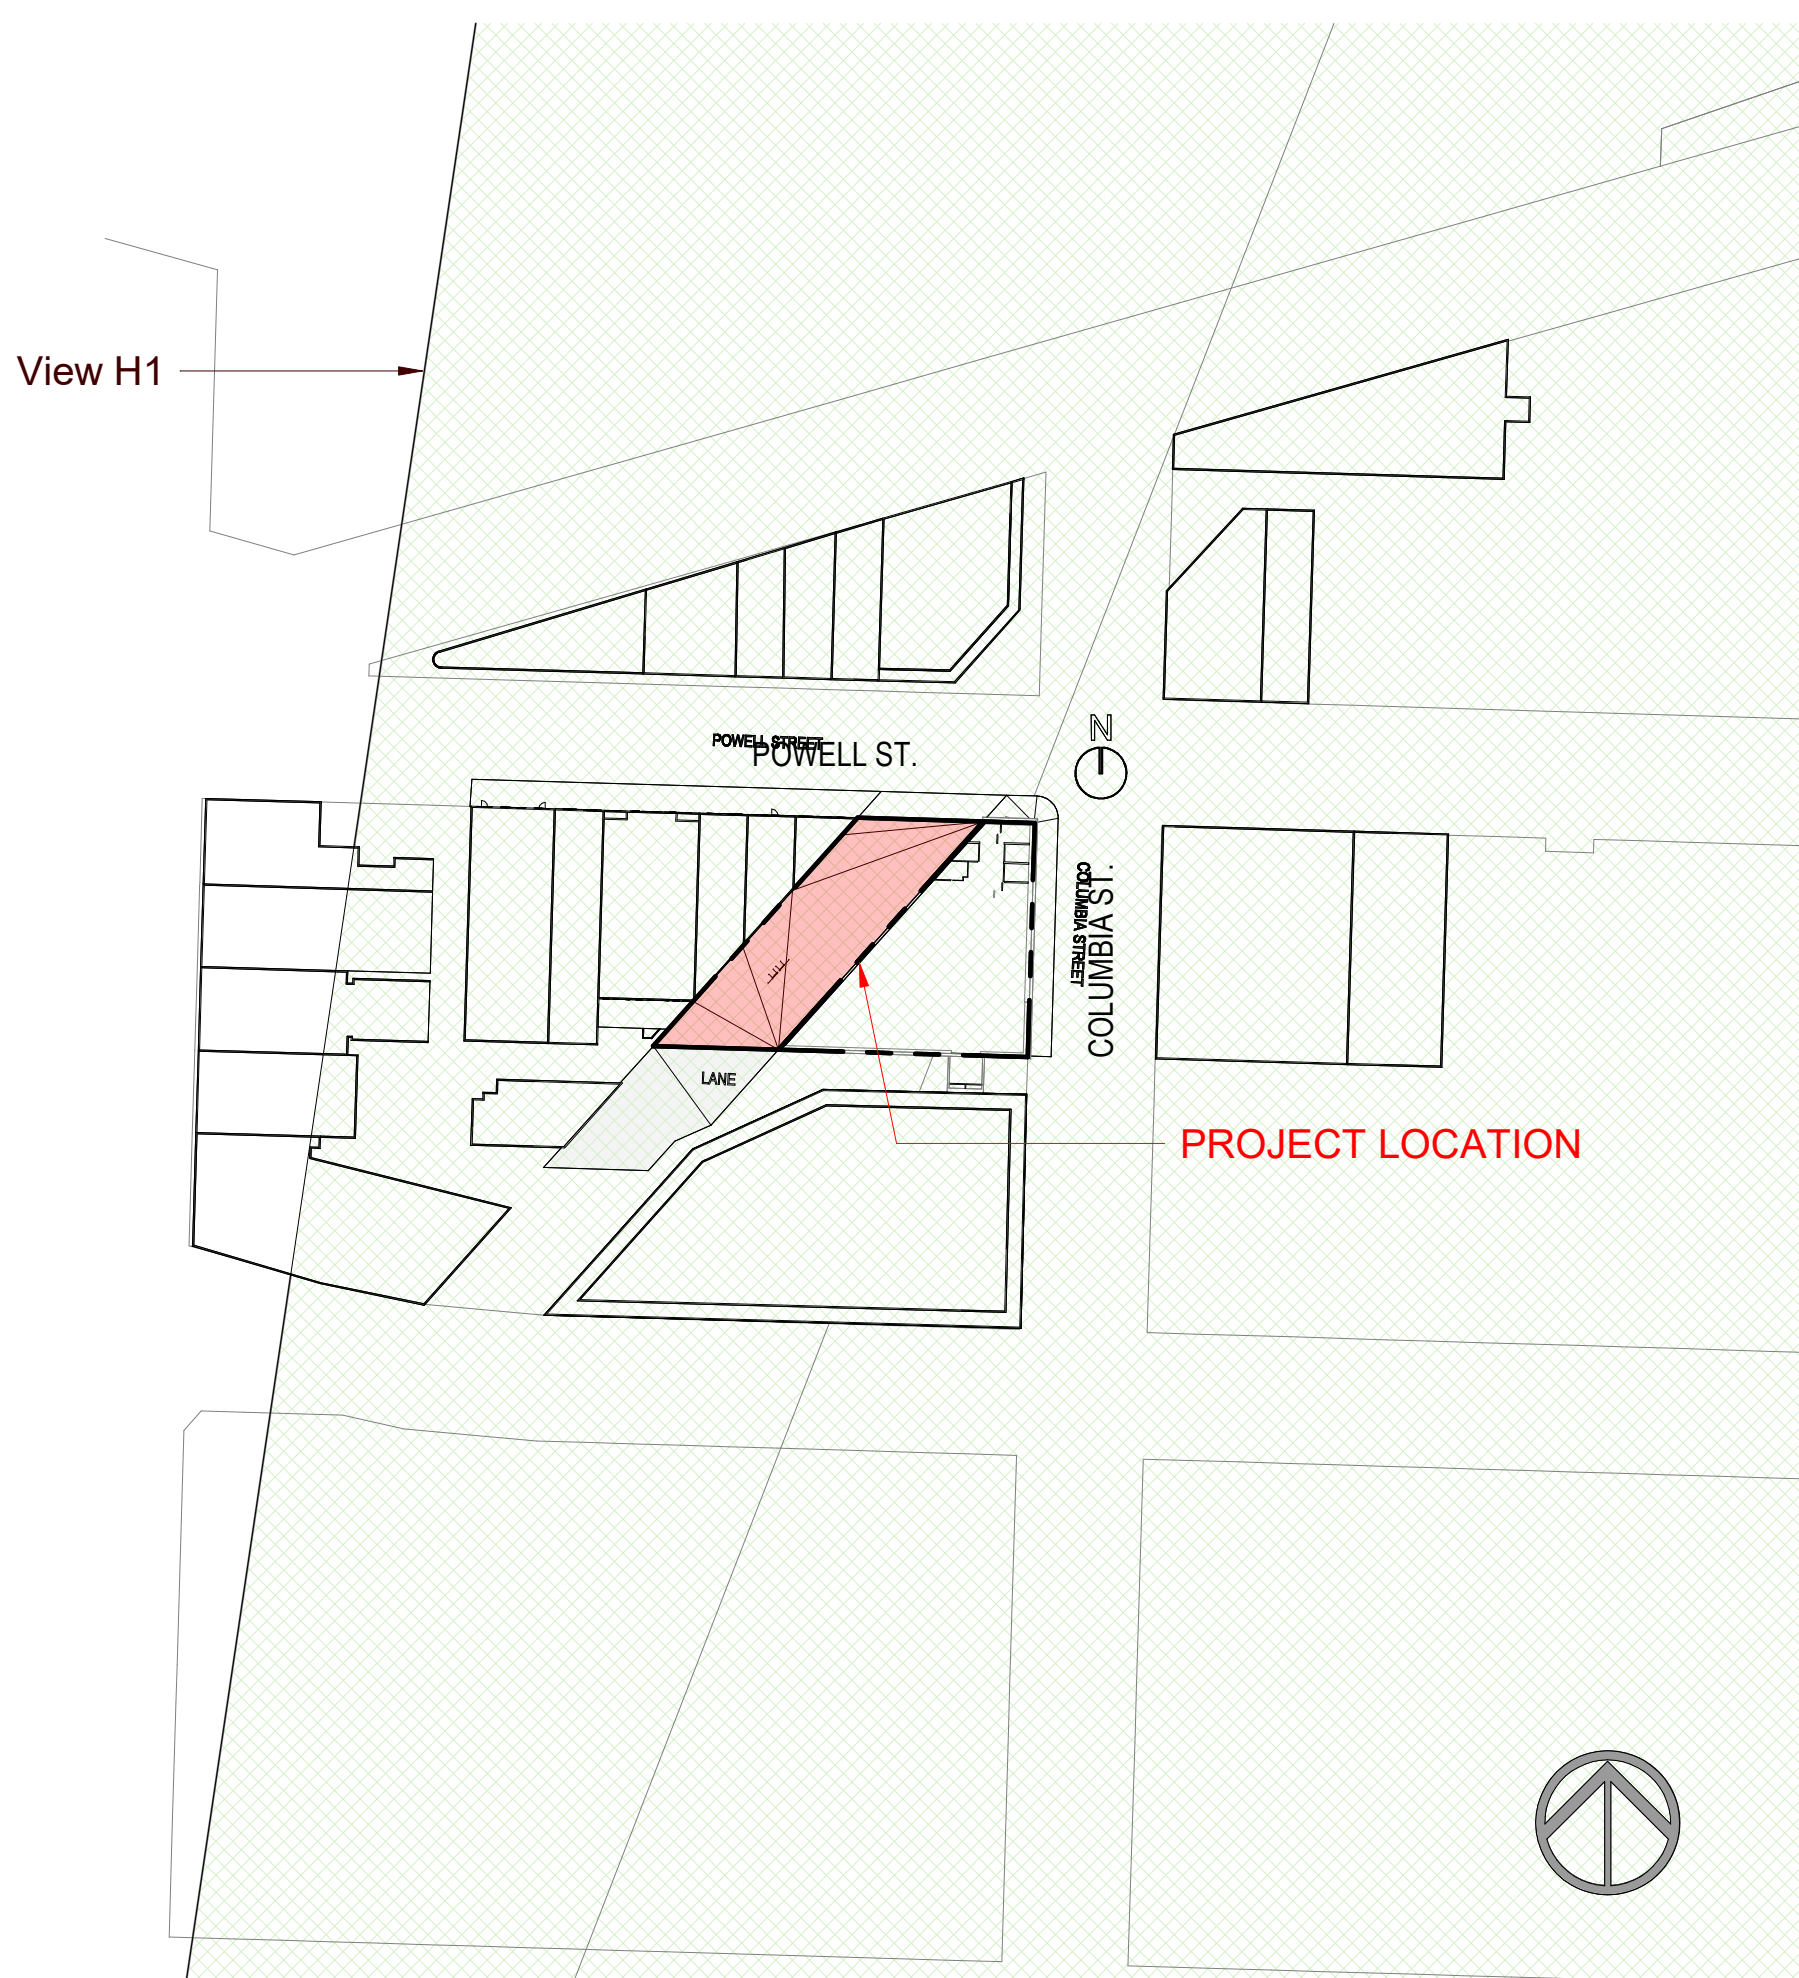 View H1
N
POWELL STREET
POWELL ST.
COLUMBIA STREET
COLUMBIA ST.
LANE
PROJECT LOCATION